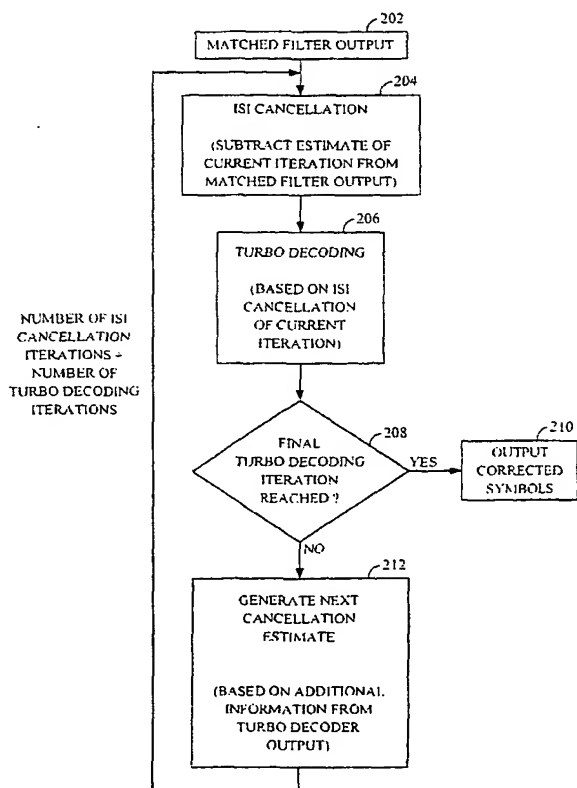 202
MATCHED FILTER OUTPUT
204
ISI CANCELLATION
(SUBTRACT ESTIMATE OF
CURRENT ITERATION FROM
MATCHED FILTER OUTPUT)
206
TURBO DECODING
(BASED ON ISI
CANCELLATION
OF CURRENT
ITERATION)
NUMBER OF ISI
CANCELLATION
ITERATIONS =
NUMBER OF
TURBO DECODING
ITERATIONS
208
FINAL
TURBO DECODING
ITERATION
REACHED ?
YES
210
OUTPUT
CORRECTED
SYMBOLS
NO
212
GENERATE NEXT
CANCELLATION
ESTIMATE
(BASED ON ADDITIONAL
INFORMATION FROM
TURBO DECODER
OUTPUT)